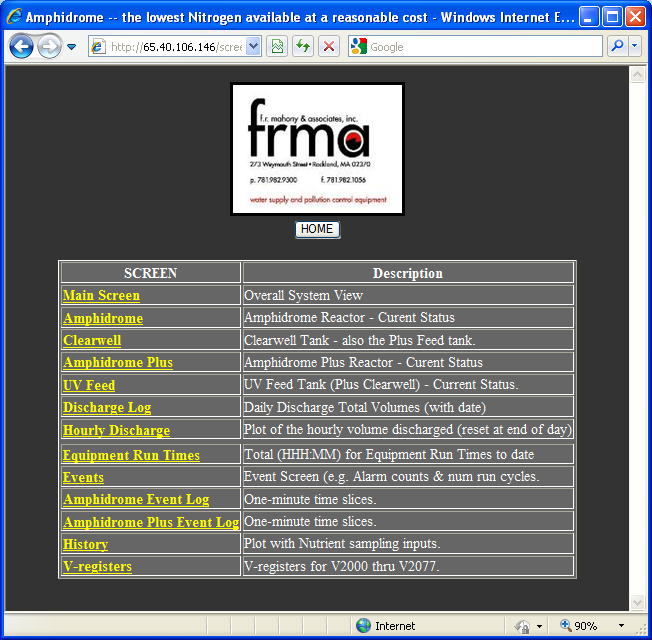 Amphidrome -- the lowest Nitrogen available at a reasonable cost - Windows Internet E...
http://65.40.106.146/scree
Google
f.r. mahony & associates, inc.
frma
273 Weymouth Street • Rockland, MA 02370
p. 781.982.9300 f. 781.982.1056
water supply and pollution control equipment
HOME
SCREEN Description
Main Screen Overall System View
Amphidrome Amphidrome Reactor - Curent Status
Clearwell Clearwell Tank - also the Plus Feed tank.
Amphidrome Plus Amphidrome Plus Reactor - Curent Status
UV Feed UV Feed Tank (Plus Clearwell) - Current Status.
Discharge Log Daily Discharge Total Volumes (with date)
Hourly Discharge Plot of the hourly volume discharged (reset at end of day)
Equipment Run Times Total (HHH:MM) for Equipment Run Times to date
Events Event Screen (e.g. Alarm counts & num run cycles.
Amphidrome Event Log One-minute time slices.
Amphidrome Plus Event Log One-minute time slices.
History Plot with Nutrient sampling inputs.
V-registers V-registers for V2000 thru V2077.
Internet 90%